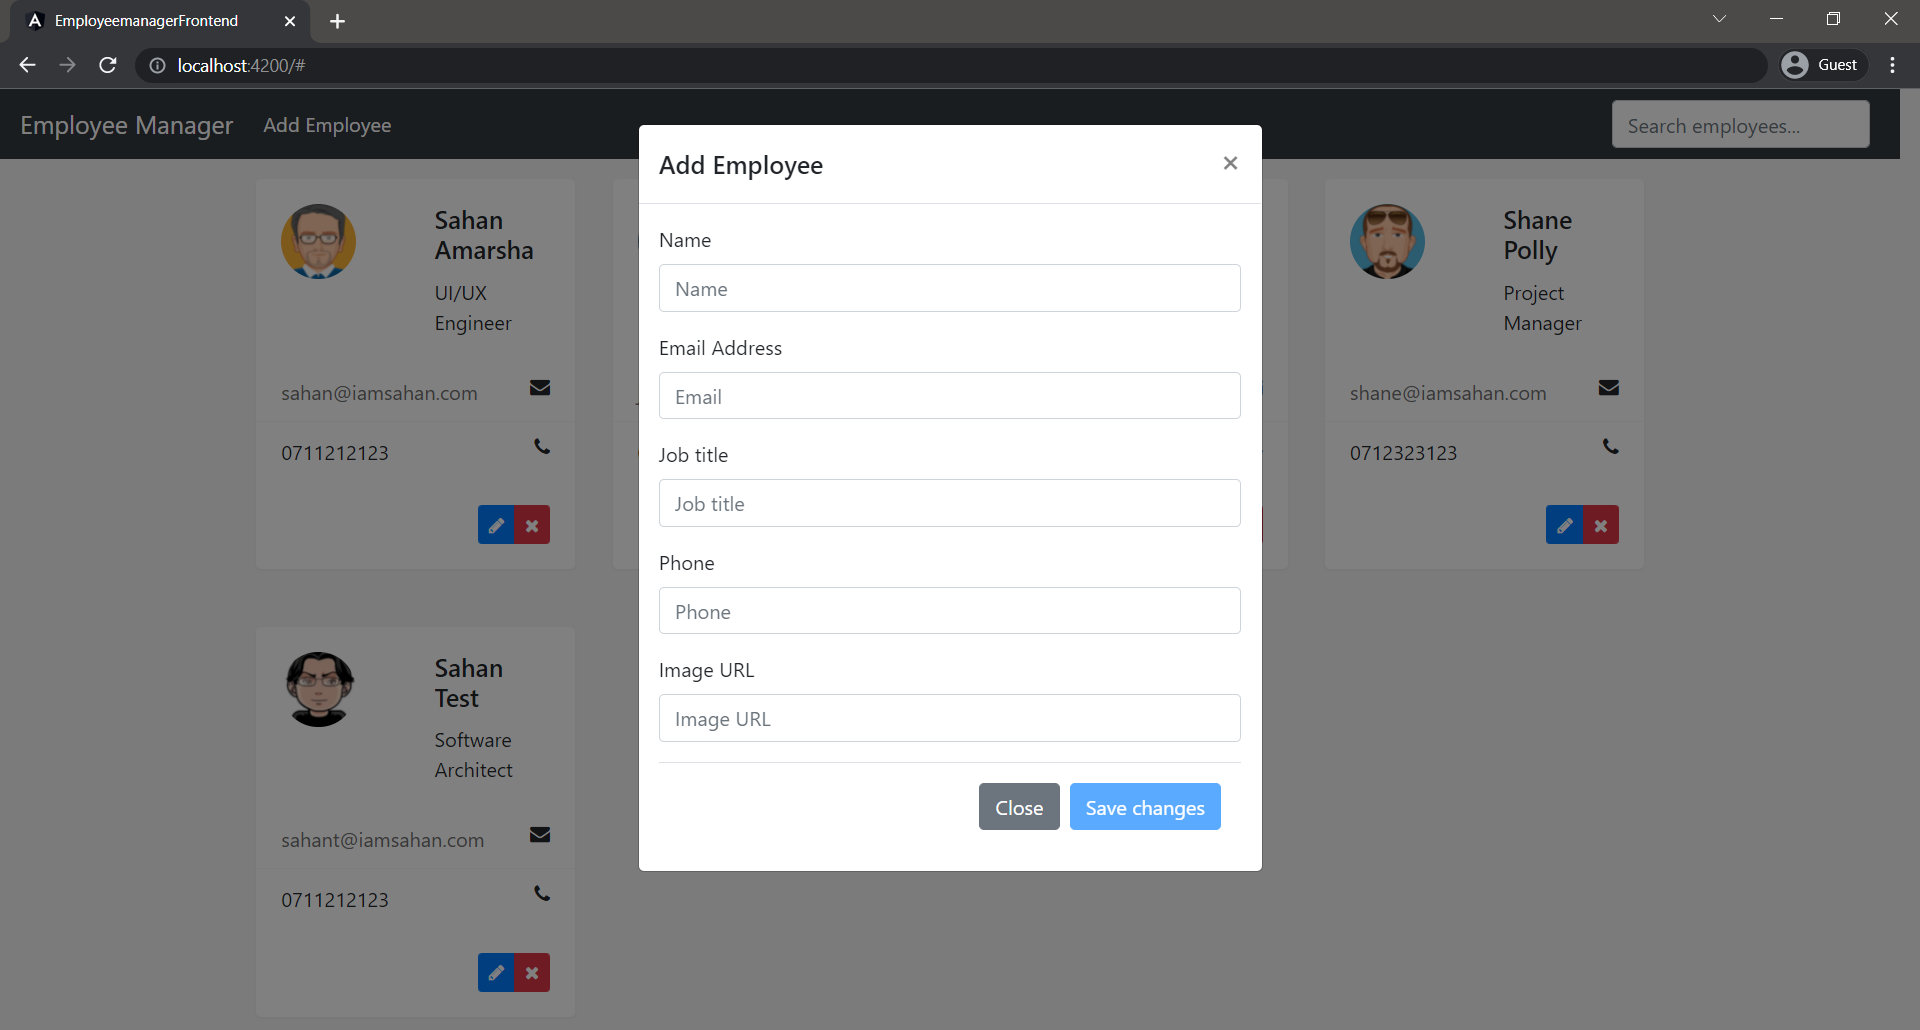 EmployeemanagerFrontend
localhost:4200/#
Guest
Employee Manager
Add Employee
Search employees...
Sahan
Amarsha
UI/UX
Engineer
sahan@iamsahan.com
0711212123
Shane
Polly
Project
Manager
shane@iamsahan.com
0712323123
Sahan
Test
Software
Architect
sahant@iamsahan.com
0711212123
Add Employee
Name
Name
Email Address
Email
Job title
Job title
Phone
Phone
Image URL
Image URL
Close
Save changes